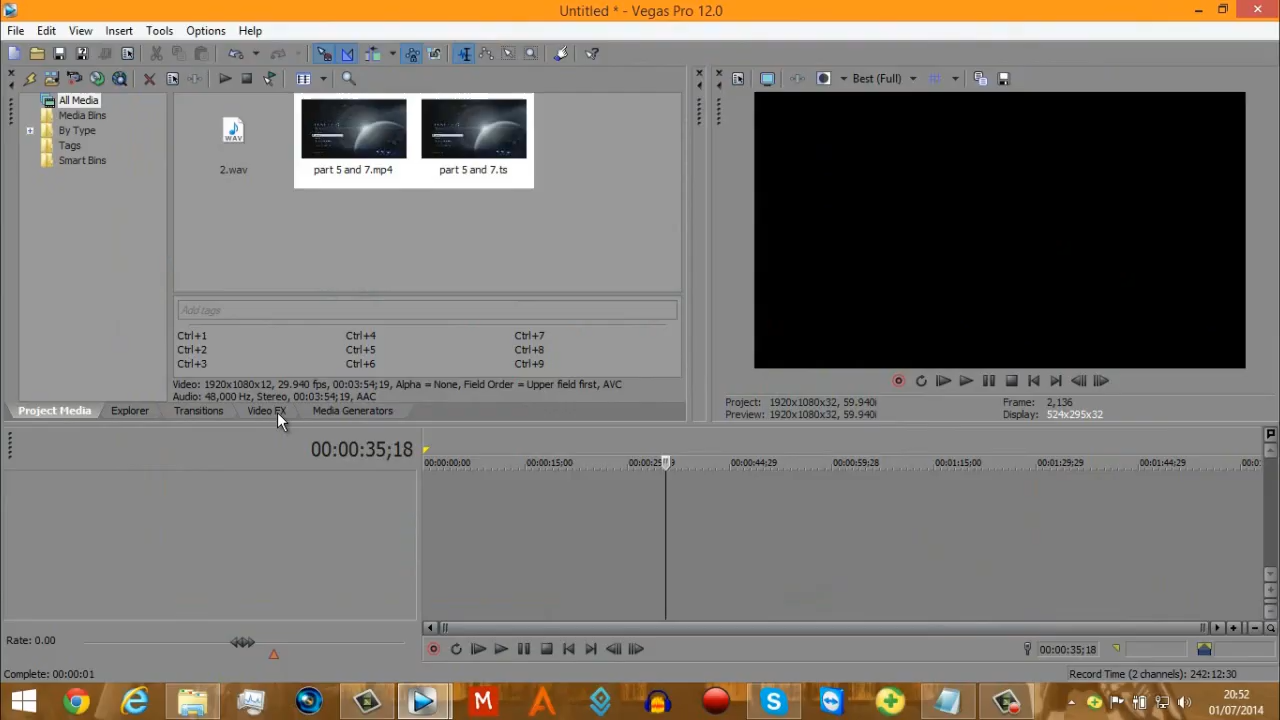 Untitled * - Vegas Pro 12.0
File Edit View Insert Tools Options Help
Best (Full)
All Media
Media Bins
By Type
Tags
Smart Bins
WAV
2.wav
part 5 and 7.mp4
part 5 and 7.ts
Add tags
Ctrl+1 Ctrl+4 Ctrl+7
Ctrl+2 Ctrl+5 Ctrl+8
Ctrl+3 Ctrl+6 Ctrl+9
Video: 1920x1080x12, 29.940 fps, 00:03:54;19, Alpha = None, Field Order = Upper field first, AVC
Audio: 48,000 Hz, Stereo, 00:03:54;19, AAC
Project Media Explorer Transitions Video FX Media Generators
Project: 1920x1080x32, 59.940i Frame: 2,136
Preview: 1920x1080x32, 59.940i Display: 524x295x32
00:00:35;18
00:00:00;00 00:00:15;00 00:00:44;29 00:00:59;28 00:01:15;00 00:01:29;29 00:01:44;29
Rate: 0.00
00:00:35;18
Complete: 00:00:01
Record Time (2 channels): 242:12:30
M
S
20:52
01/07/2014